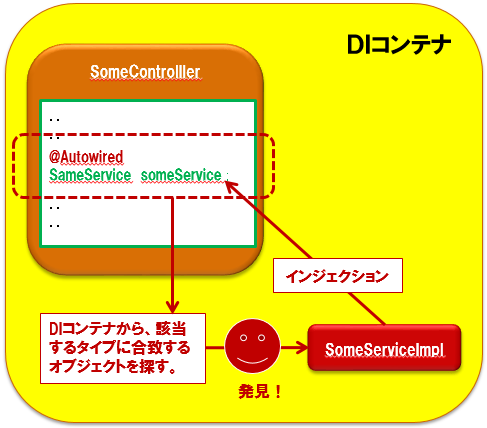 DIコンテナ
SomeControlller
. .
. .
@Autowired
SameService someService ;
. .
. .
インジェクション
DIコンテナから、該当
するタイプに合致する
オブジェクトを探す。
SomeServiceImpl
発見！